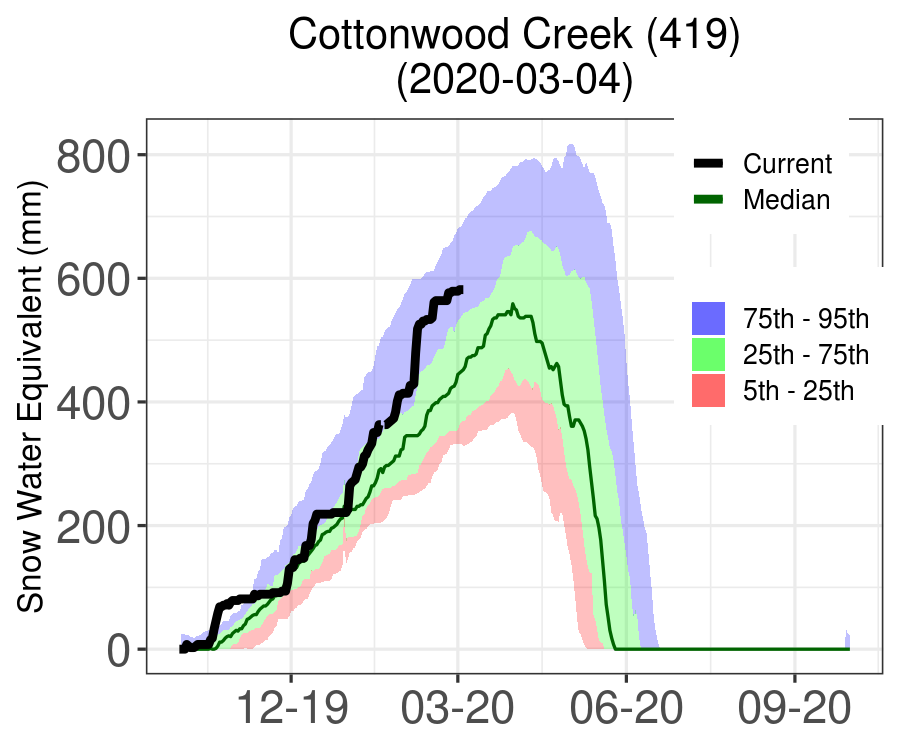 Cottonwood Creek (419)
(2020-03-04)
Snow Water Equivalent (mm)
800
600
400
200
0
12-19
03-20
06-20
09-20
Current
Median
75th - 95th
25th - 75th
5th - 25th